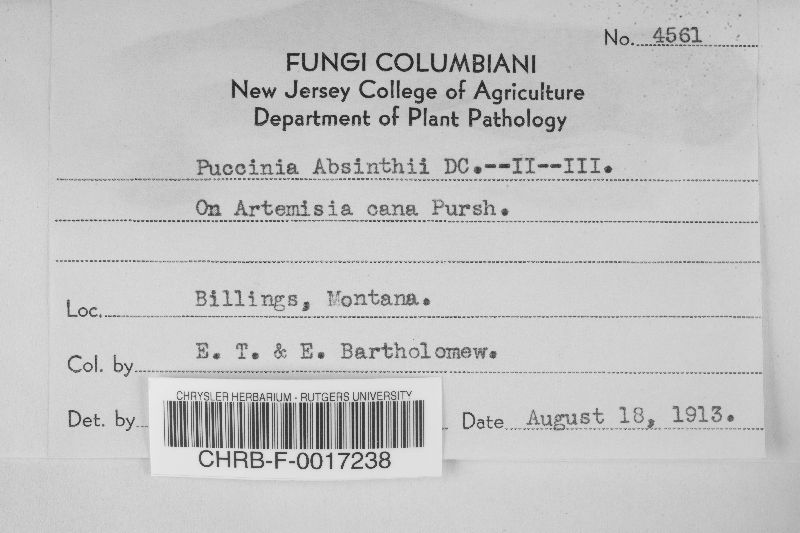 No. 4561
FUNGI COLUMBIANI
New Jersey College of Agriculture
Department of Plant Pathology
Puccinia Absinthii DC.--II--III.
On Artemisia cana Pursh.
Loc. Billings, Montana.
Col. by E. T. & E. Bartholomew.
Det. by
Date August 18, 1913.
CHRYSLER HERBARIUM - RUTGERS UNIVERSITY
CHRB-F-0017238